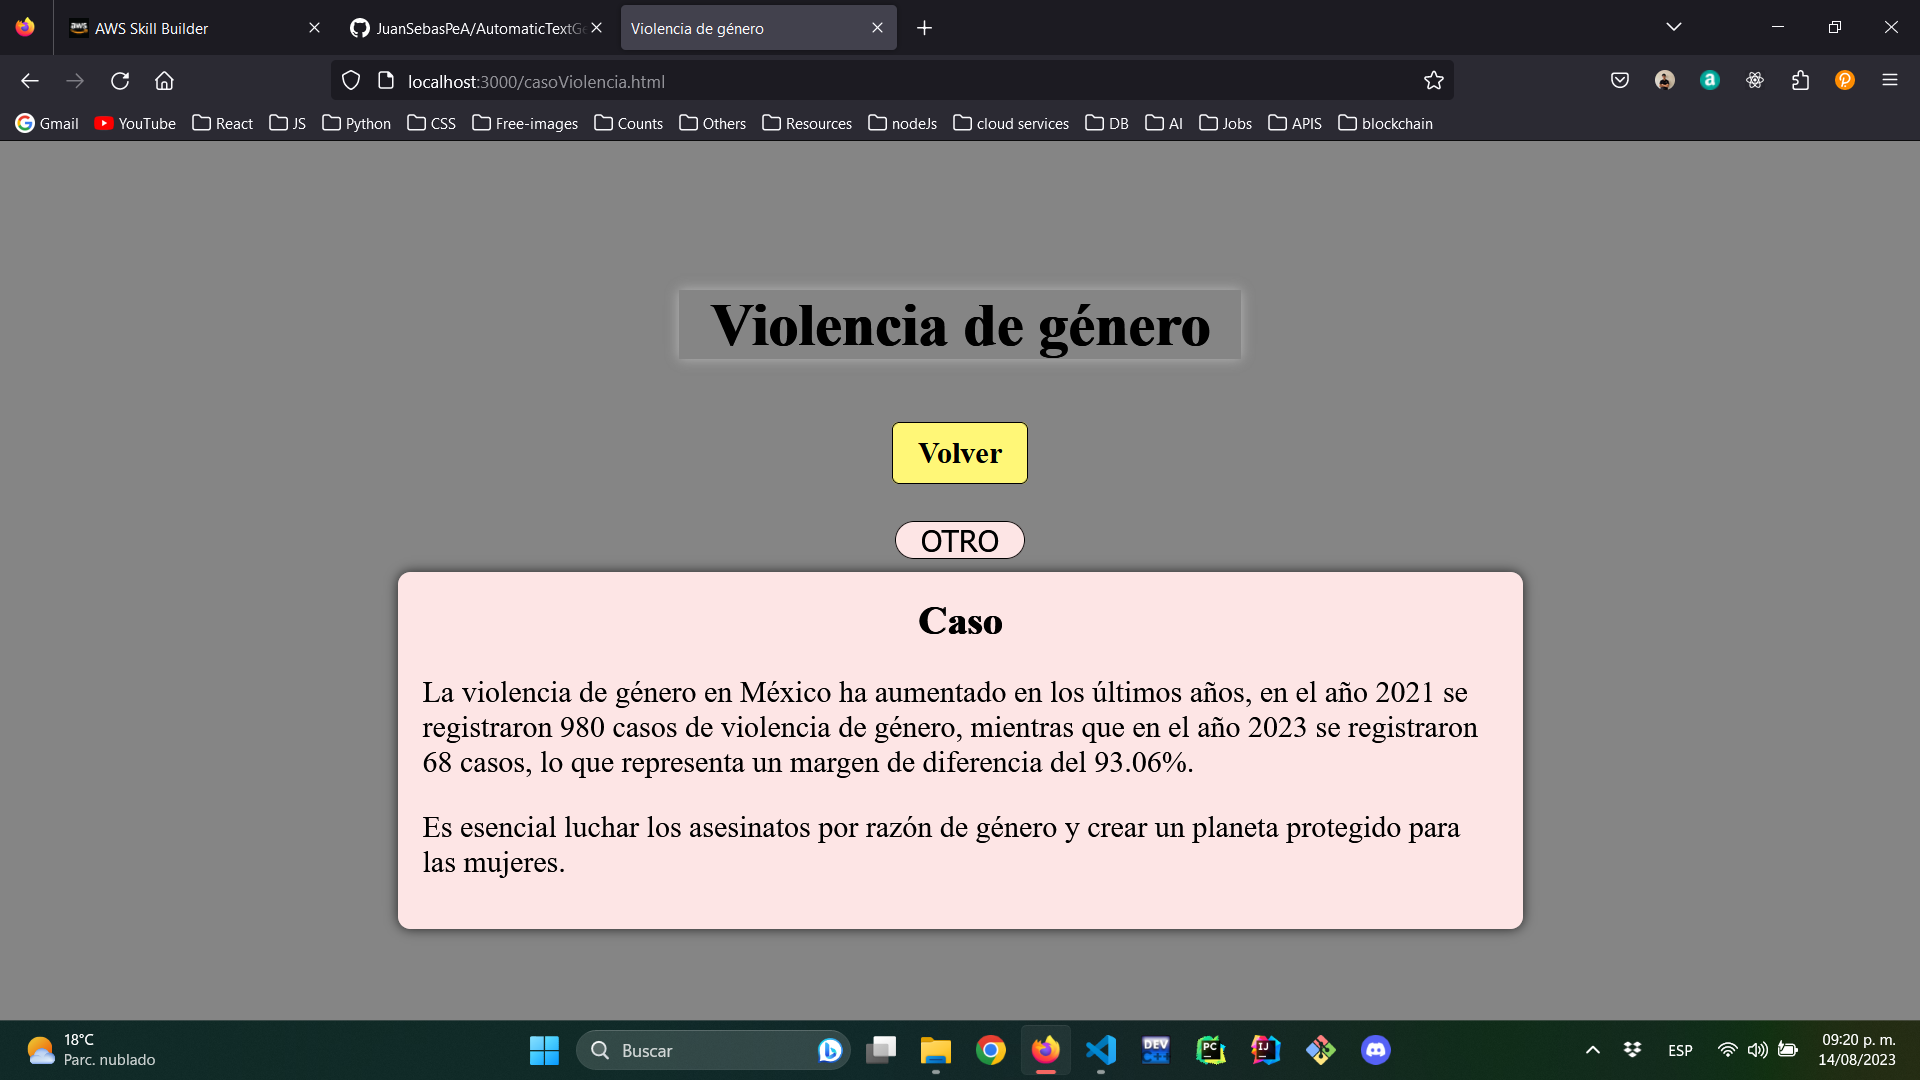 AWS Skill Builder
JuanSebasPeA/AutomaticTextGe
Violencia de género
localhost:3000/casoViolencia.html
Gmail
YouTube
React
JS
Python
CSS
Free-images
Counts
Others
Resources
nodeJs
cloud services
DB
AI
Jobs
APIS
blockchain
Violencia de género
Volver
OTRO
Caso
La violencia de género en México ha aumentado en los últimos años, en el año 2021 se
registraron 980 casos de violencia de género, mientras que en el año 2023 se registraron
68 casos, lo que representa un margen de diferencia del 93.06%.
Es esencial luchar los asesinatos por razón de género y crear un planeta protegido para
las mujeres.
18°C
Parc. nublado
Buscar
DEV
PC
IJ
ESP
09:20 p. m.
14/08/2023